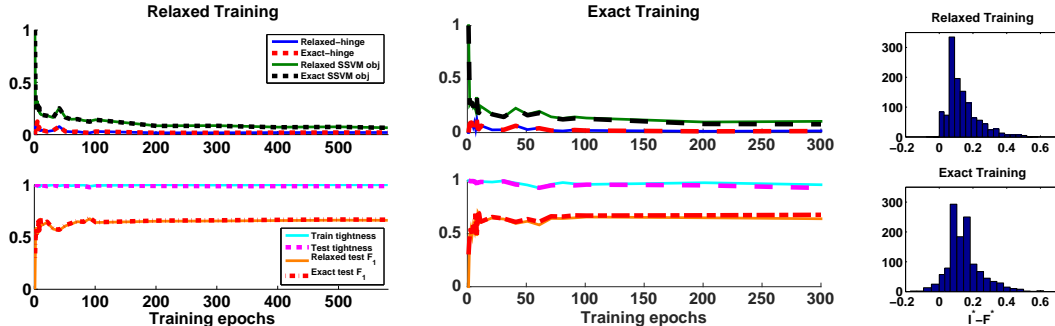 Relaxed Training
1
0.5
0
0 100 200 300 400 500
Relaxed-hinge
Exact-hinge
Relaxed SSVM obj
Exact SSVM obj
1
0.5
0
0 100 200 300 400 500
Training epochs
Train tightness
Test tightness
Relaxed test F1
Exact test F1
Exact Training
1
0.5
0
0 50 100 150 200 250 300
1
0.5
0
0 50 100 150 200 250 300
Training epochs
Relaxed Training
300
200
100
0
-0.2 0 0.2 0.4 0.6
Exact Training
300
200
100
0
-0.2 0 0.2 0.4 0.6
I*-F*